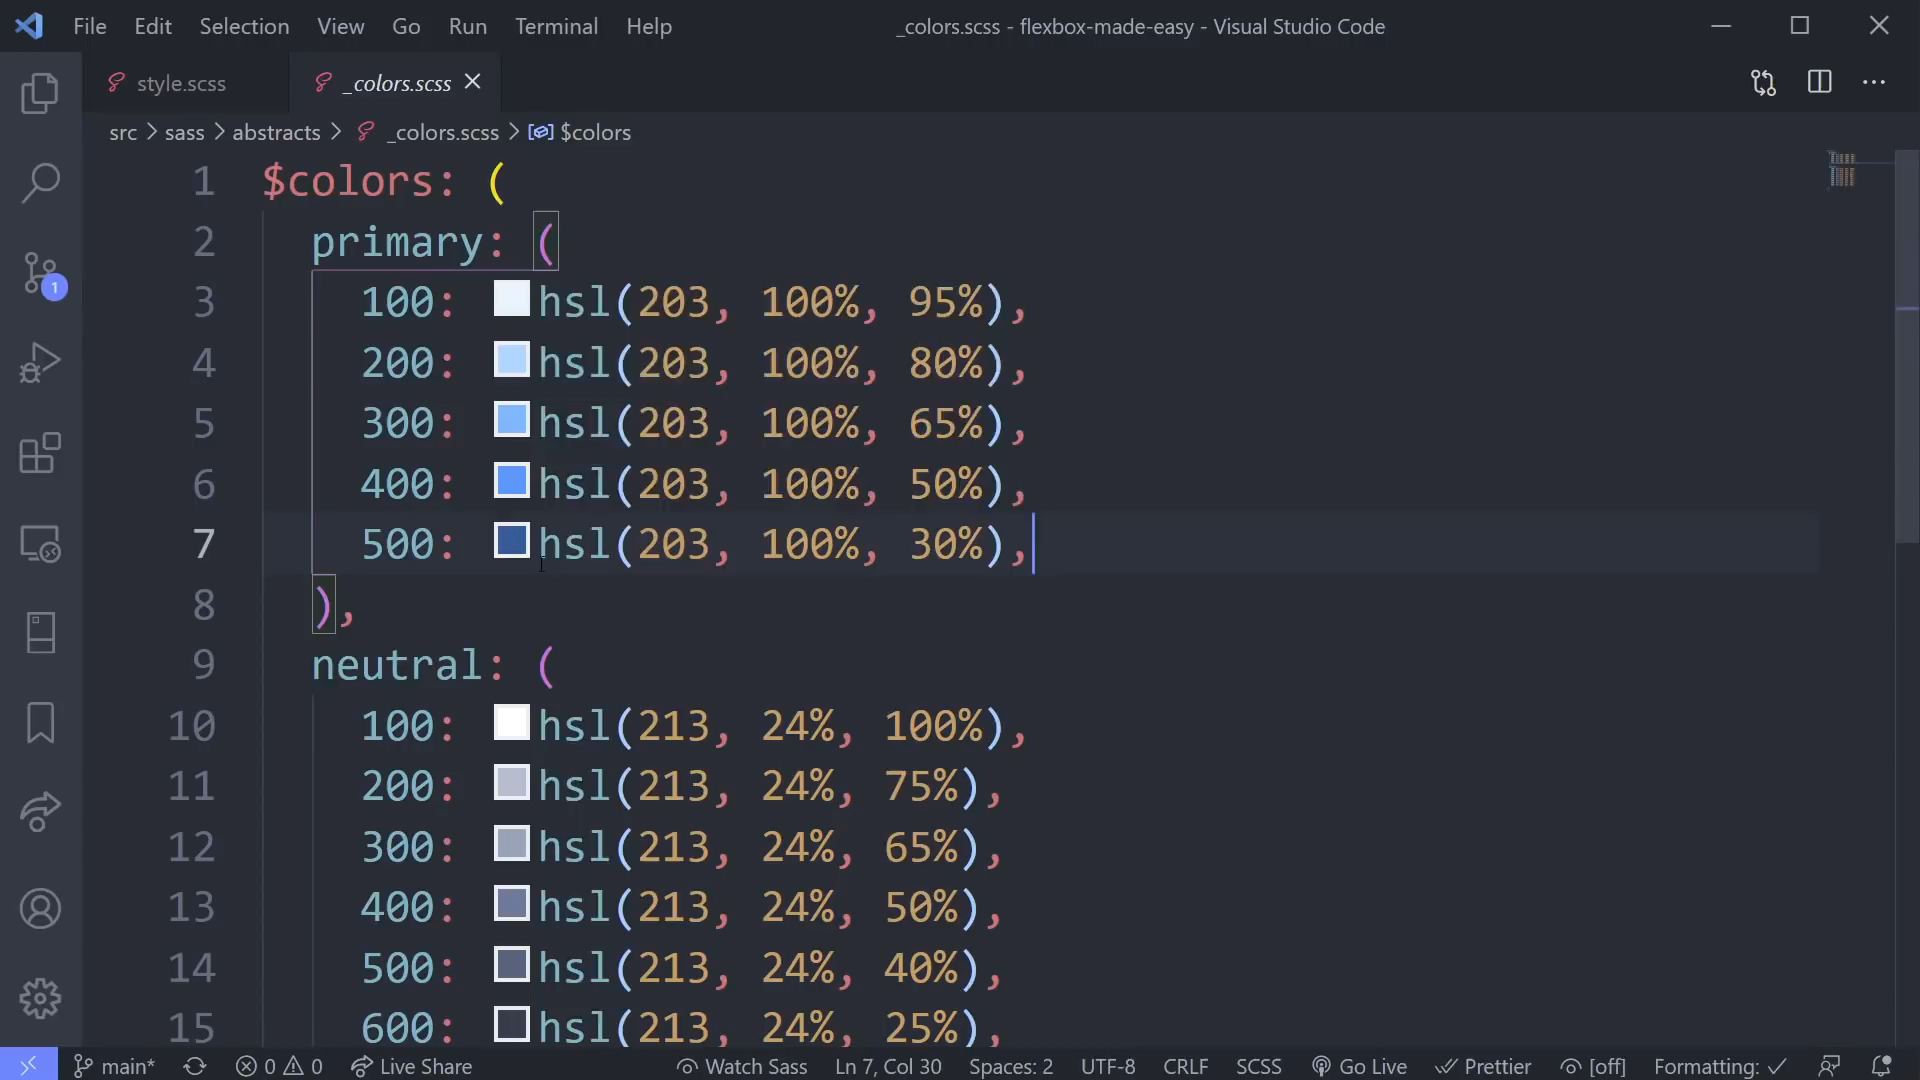 File Edit Selection View Go Run Terminal Help _colors.scss - flexbox-made-easy - Visual Studio Code
style.scss _colors.scss
src > sass > abstracts > _colors.scss > $colors
1 $colors: (
2 primary: (
3 100: hsl(203, 100%, 95%),
4 200: hsl(203, 100%, 80%),
5 300: hsl(203, 100%, 65%),
6 400: hsl(203, 100%, 50%),
7 500: hsl(203, 100%, 30%),
8 ),
9 neutral: (
10 100: hsl(213, 24%, 100%),
11 200: hsl(213, 24%, 75%),
12 300: hsl(213, 24%, 65%),
13 400: hsl(213, 24%, 50%),
14 500: hsl(213, 24%, 40%),
15 600: hsl(213, 24%, 25%),
1
main* 0 0 Live Share Watch Sass Ln 7, Col 30 Spaces: 2 UTF-8 CRLF SCSS Go Live Prettier [off] Formatting: ✓